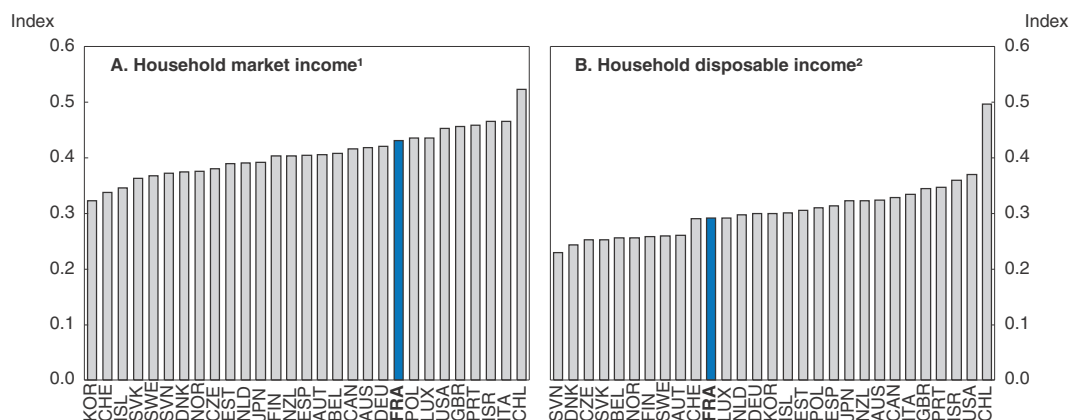 Index
Index
0.6
0.5
0.4
0.3
0.2
0.1
0.0
A. Household market income¹
KOR
CHE
ISL
SVK
SWE
SVN
DNK
NOR
CZE
EST
NLD
JPN
FIN
NZL
ESP
AUT
BEL
CAN
AUS
DEU
FRA
POL
LUX
USA
GBR
PRT
ISR
ITA
CHL
B. Household disposable income²
SVN
DNK
CZE
SVK
BEL
NOR
FIN
SWE
AUT
CHE
FRA
LUX
NLD
DEU
KOR
ISL
EST
POL
ESP
JPN
NZL
AUS
CAN
ITA
GBR
PRT
ISR
USA
CHL
0.6
0.5
0.4
0.3
0.2
0.1
0.0